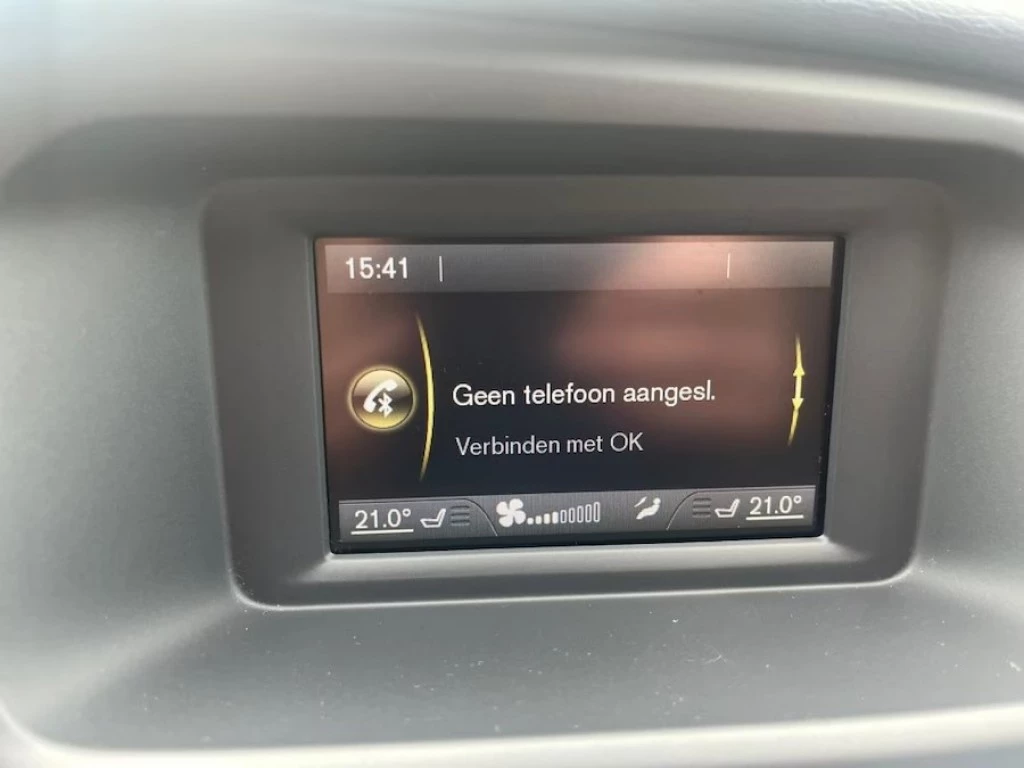 15:41
Geen telefoon aangesl.
Verbinden met OK
21.0° 21.0°